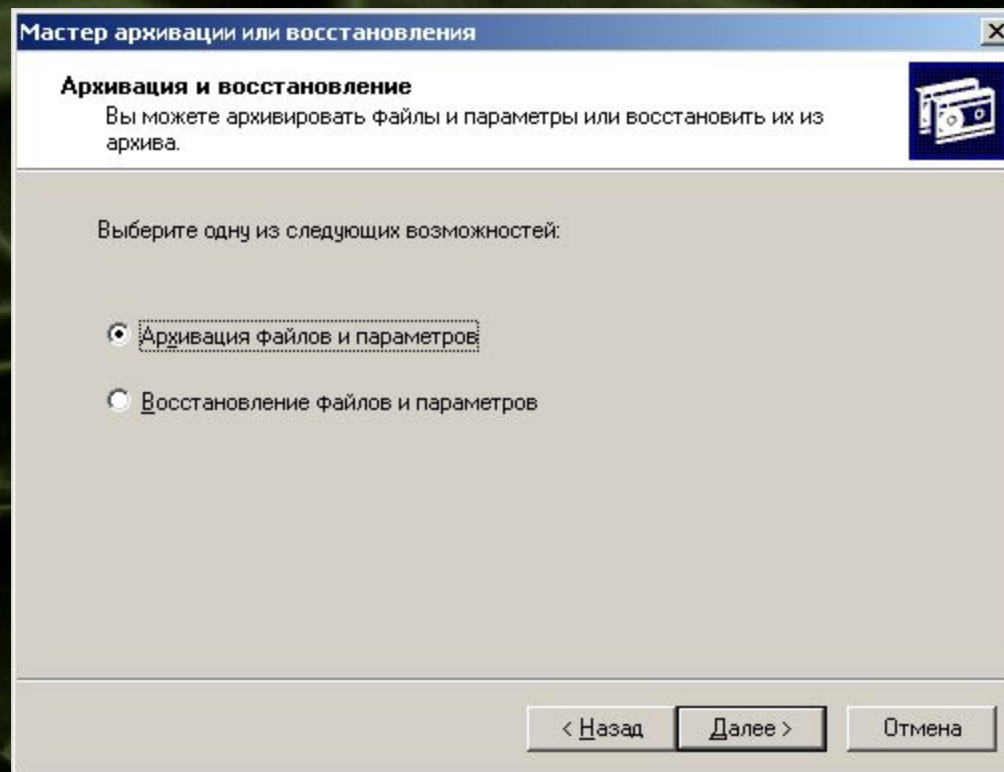 Мастер архивации или восстановления
Архивация и восстановление
Вы можете архивировать файлы и параметры или восстановить их из
архива.
Выберите одну из следующих возможностей:
Архивация файлов и параметров
Восстановление файлов и параметров
< Назад
Далее >
Отмена